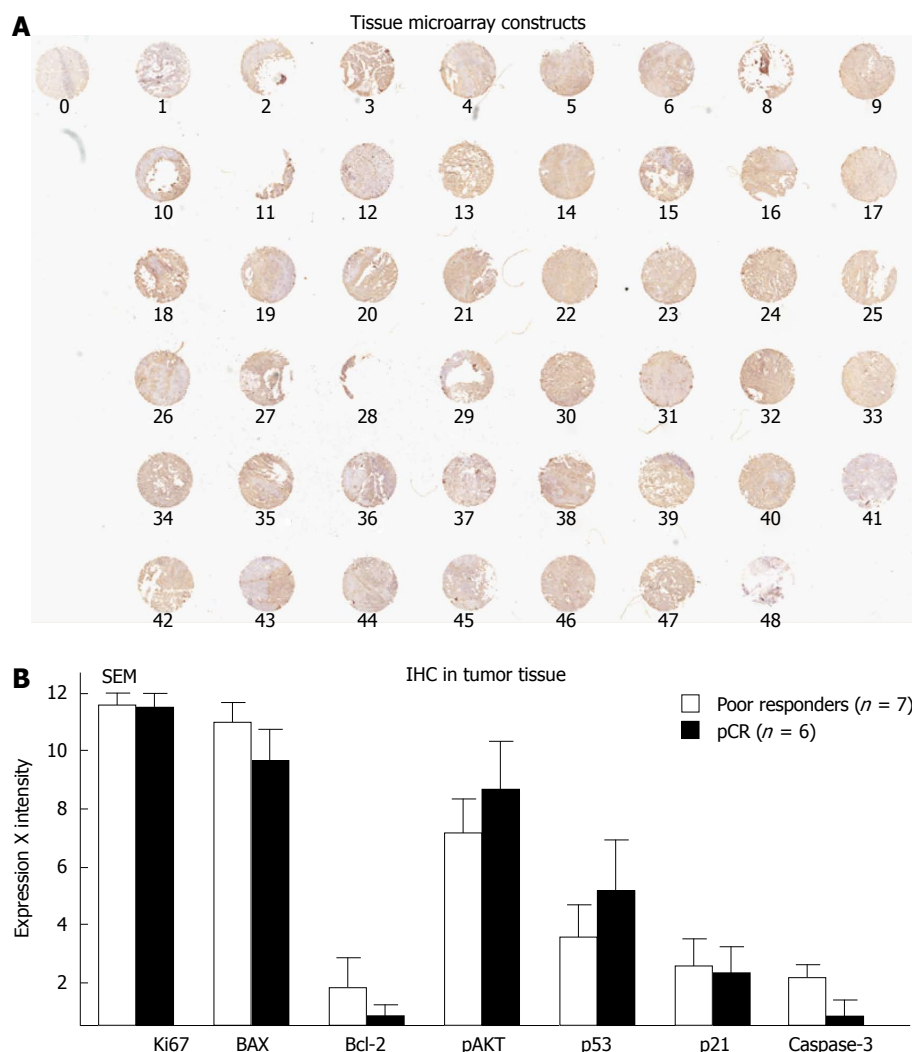 A
Tissue microarray constructs
0 1 2 3 4 5 6 8 9
10 11 12 13 14 15 16 17
18 19 20 21 22 23 24 25
26 27 28 29 30 31 32 33
34 35 36 37 38 39 40 41
42 43 44 45 46 47 48
B
IHC in tumor tissue
SEM
Poor responders (n = 7)
pCR (n = 6)
Expression X intensity
12
10
8
6
4
2
Ki67 BAX Bcl-2 pAKT p53 p21 Caspase-3